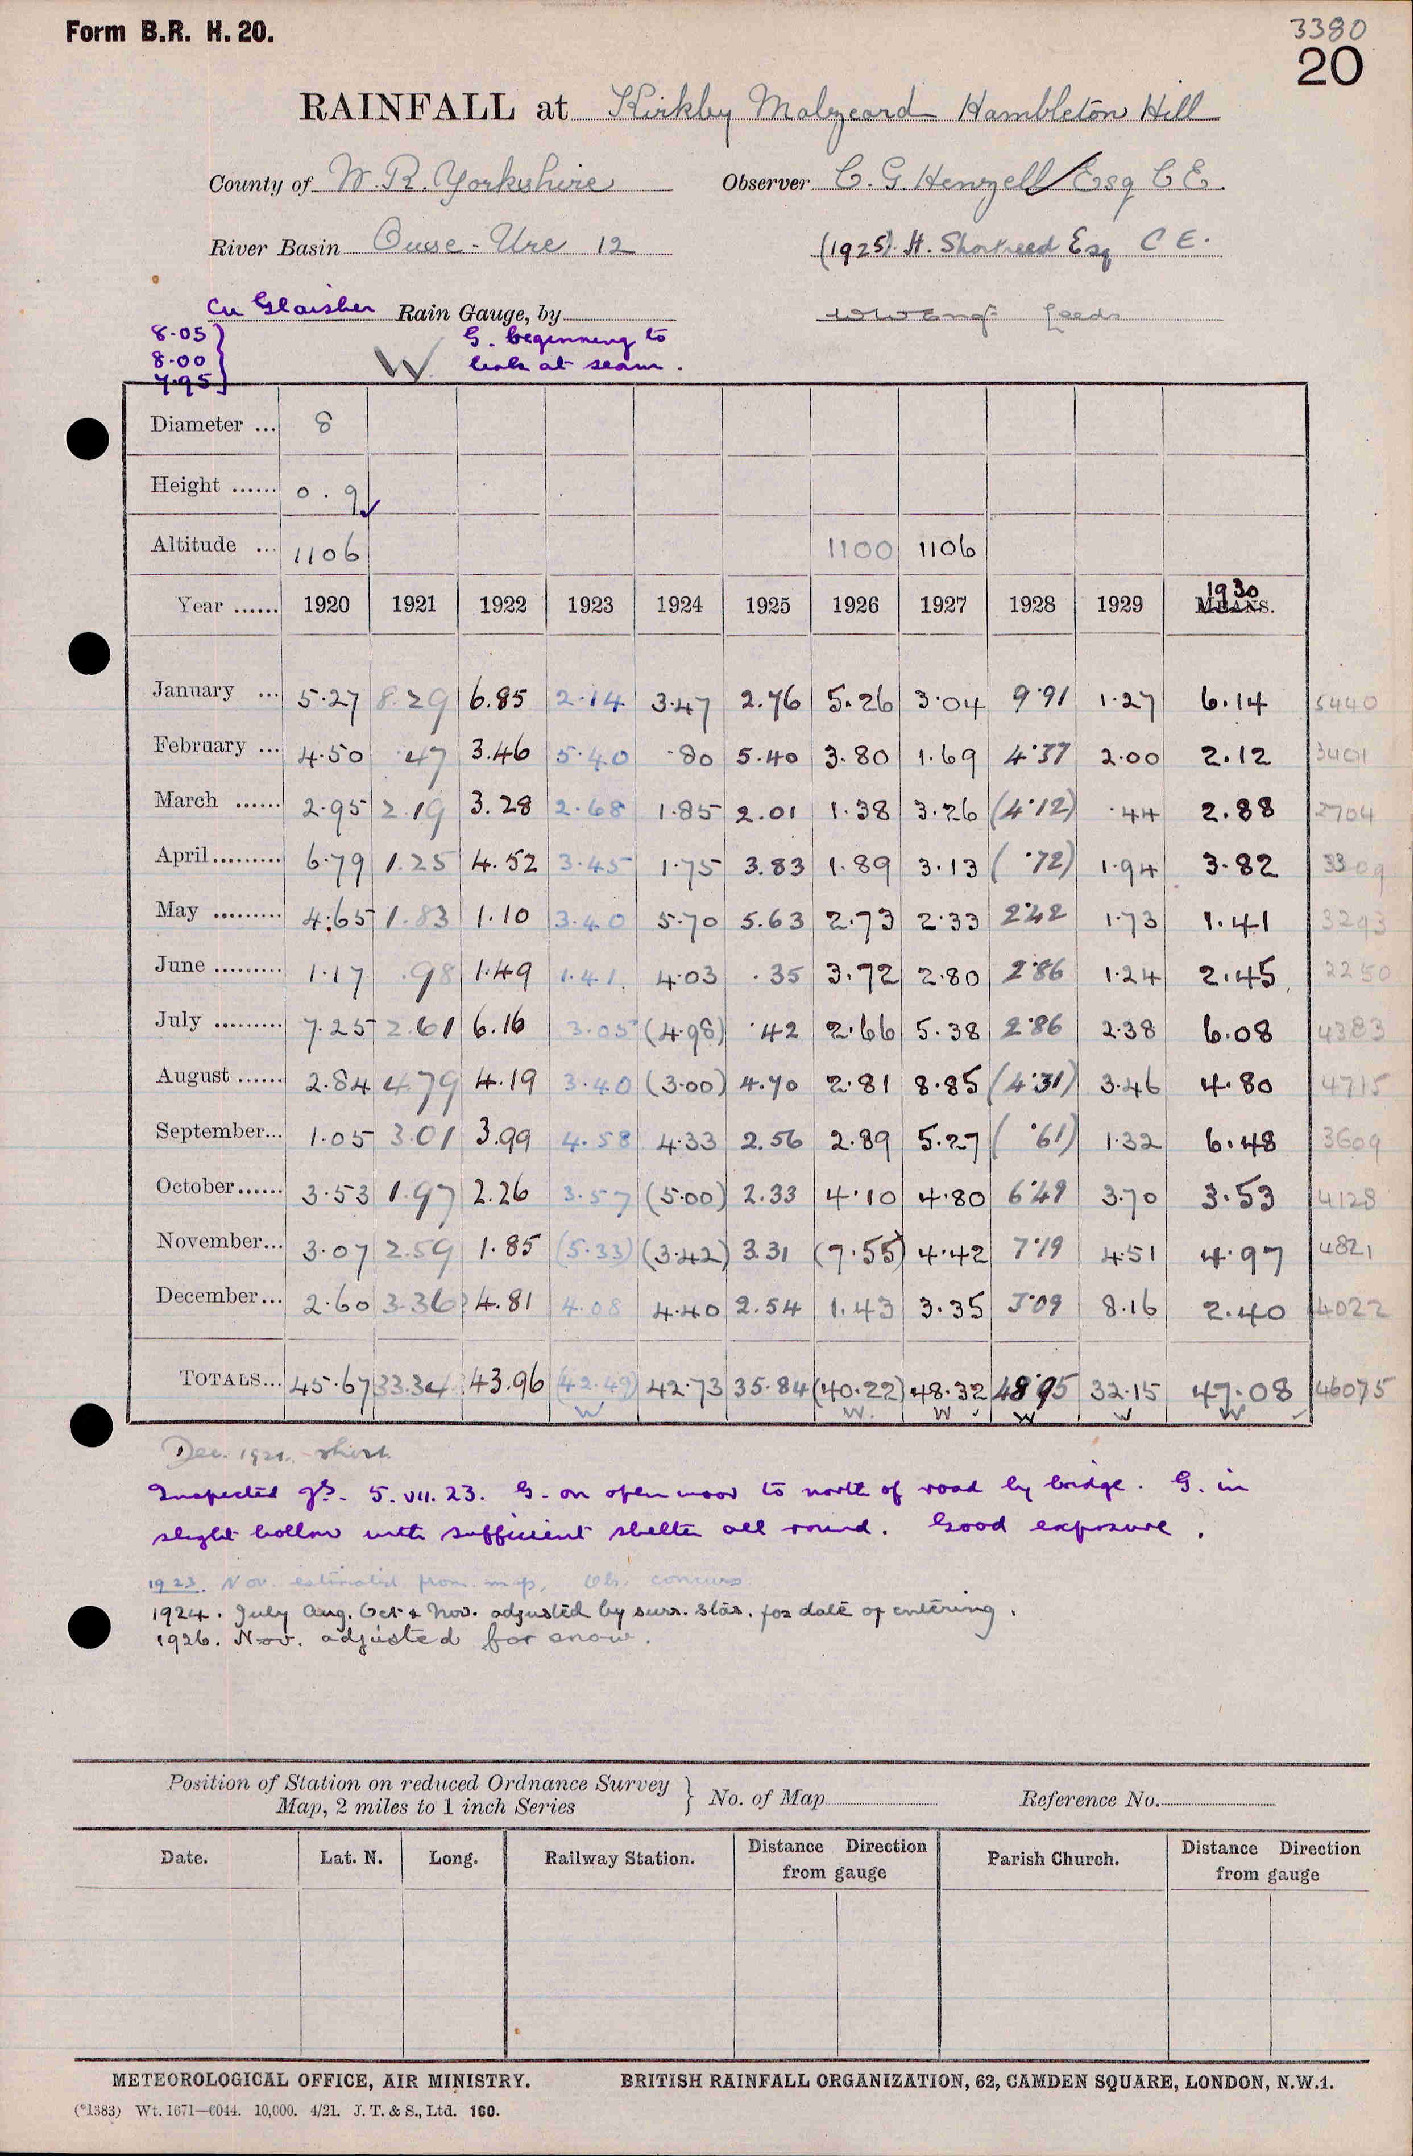 Form B.R. H. 20.
3380
20
RAINFALL at Kirkby Malzeard Hambleton Hill
County of W. R. Yorkshire Observer C. G. Henzell Esq C E.
River Basin Ouse - Ure 12 (1925) H. Shortreed Esq C E.
Cu Glaisher Rain Gauge, by Leeds
8.05
8.00
7.95
W
G. beginning to
leak at seam.
Diameter ... 8
Height ...... 0.9
Altitude ... 1106 1100 1106
Year ...... 1920 1921 1922 1923 1924 1925 1926 1927 1928 1929 MEANS. 1930
January ... 5.27 8.29 6.85 2.14 3.47 2.76 5.26 3.04 9.91 1.27 6.14 5440
February ... 4.50 .47 3.46 5.40 .80 5.40 3.80 1.69 4.37 2.00 2.12 3401
March ...... 2.95 2.19 3.28 2.68 1.85 2.01 1.38 3.26 (4.12) .44 2.88 2704
April......... 6.79 1.25 4.52 3.45 1.75 3.83 1.89 3.13 ( .72) 1.94 3.82 3309
May ......... 4.65 1.83 1.10 3.40 5.70 5.63 2.73 2.33 2.42 1.73 1.41 3293
June ......... 1.17 .98 1.49 1.41 4.03 .35 3.72 2.80 2.86 1.24 2.45 2250
July ......... 7.25 2.61 6.16 3.05 (4.98) .42 2.66 5.38 2.86 2.38 6.08 4383
August ...... 2.84 4.79 4.19 3.40 (3.00) 4.70 2.81 8.85 (4.31) 3.46 4.80 4715
September... 1.05 3.01 3.99 4.58 4.33 2.56 2.89 5.27 ( .61) 1.32 6.48 3609
October...... 3.53 1.97 2.26 3.57 (5.00) 2.33 4.10 4.80 6.49 3.70 3.53 4128
November... 3.07 2.59 1.85 (5.33) (3.42) 3.31 (7.55) 4.42 7.19 4.51 4.97 4821
December... 2.60 3.36? 4.81 4.08 4.40 2.54 1.43 3.35 3.09 8.16 2.40 4022
TOTALS... 45.67 33.34 43.96 (42.49) 42.73 35.84 (40.22) 48.32 48.95 32.15 47.08 46075
W W. W W W W
Dec. 1921. short.
Inspected 5.VII.23. G. on open moor to north of road by bridge. G. in
slight hollow with sufficient shelter all round. Good exposure.
1923. Nov. estimated from map, Obs. concurs.
1924. July Aug. Oct & Nov. adjusted by surr. stas. for date of entering.
1926. Nov. adjusted for snow.
Position of Station on reduced Ordnance Survey
Map, 2 miles to 1 inch Series } No. of Map Reference No.
Date. Lat. N. Long. Railway Station. Distance Direction from gauge Parish Church. Distance Direction from gauge
METEOROLOGICAL OFFICE, AIR MINISTRY. BRITISH RAINFALL ORGANIZATION, 62, CAMDEN SQUARE, LONDON, N.W.1.
(*1383) Wt. 1671—6044. 10,000. 4/21. J. T. & S., Ltd. 160.